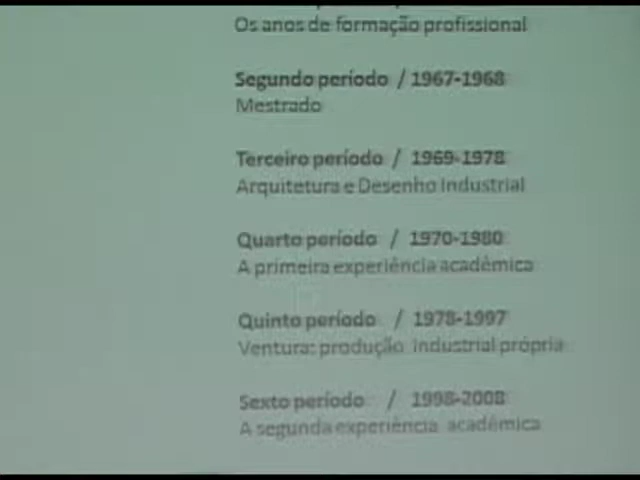 Os anos de formação profissional
Segundo período / 1967-1968
Mestrado
Terceiro período / 1969-1978
Arquitetura e Desenho Industrial
Quarto período / 1970-1980
A primeira experiência acadêmica
Quinto período / 1978-1997
Ventura: produção industrial própria
Sexto período / 1998-2008
A segunda experiência acadêmica